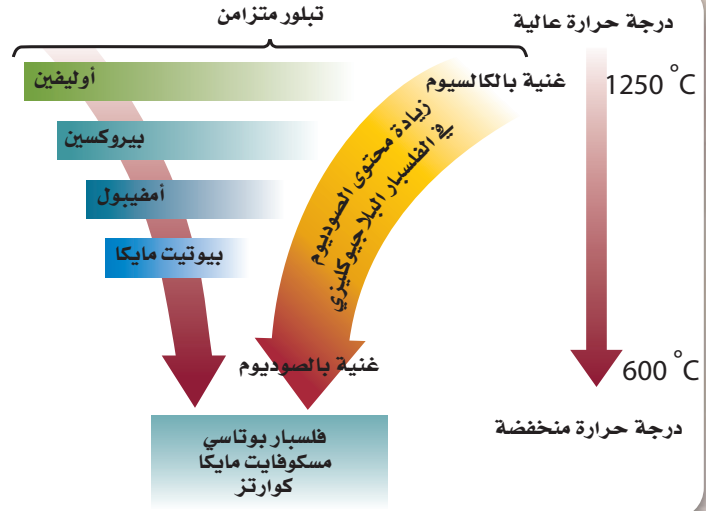 تبلور متزامن
درجة حرارة عالية
1250 °C
غنية بالكالسيوم
أوليفين
بيروكسين
أمفيبول
بيوتيت مايكا
زيادة محتوى الصوديوم
في الفلسبار البلاجيوكليزي
غنية بالصوديوم
600 °C
درجة حرارة منخفضة
فلسبار بوتاسي
مسكوفايت مايكا
كوارتز